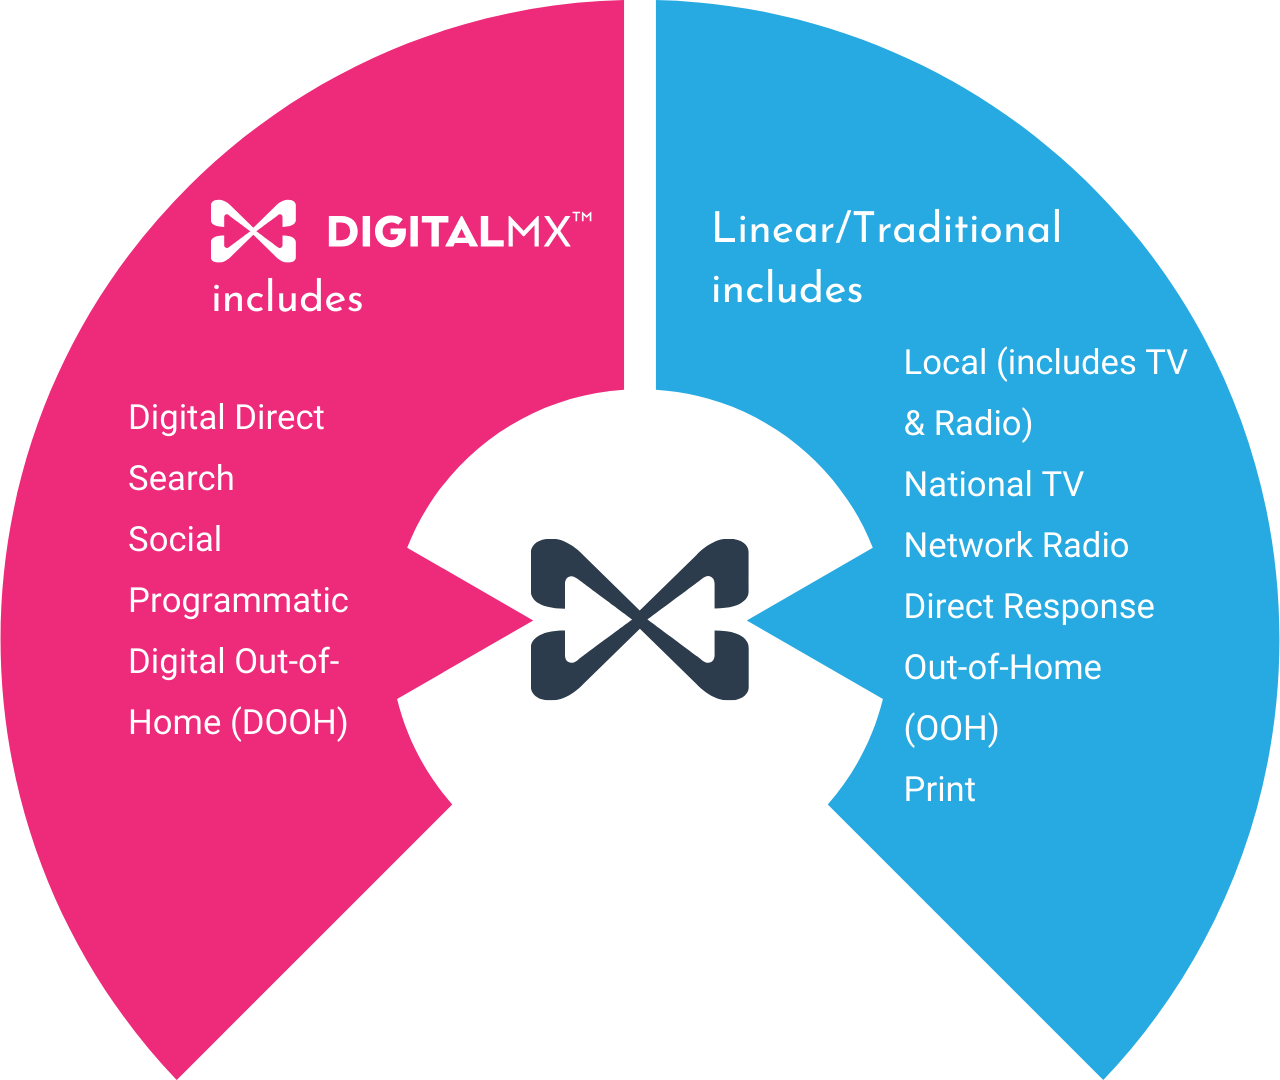 DIGITALMX™
includes
Digital Direct
Search
Social
Programmatic
Digital Out-of-
Home (DOOH)
Linear/Traditional
includes
Local (includes TV
& Radio)
National TV
Network Radio
Direct Response
Out-of-Home
(OOH)
Print